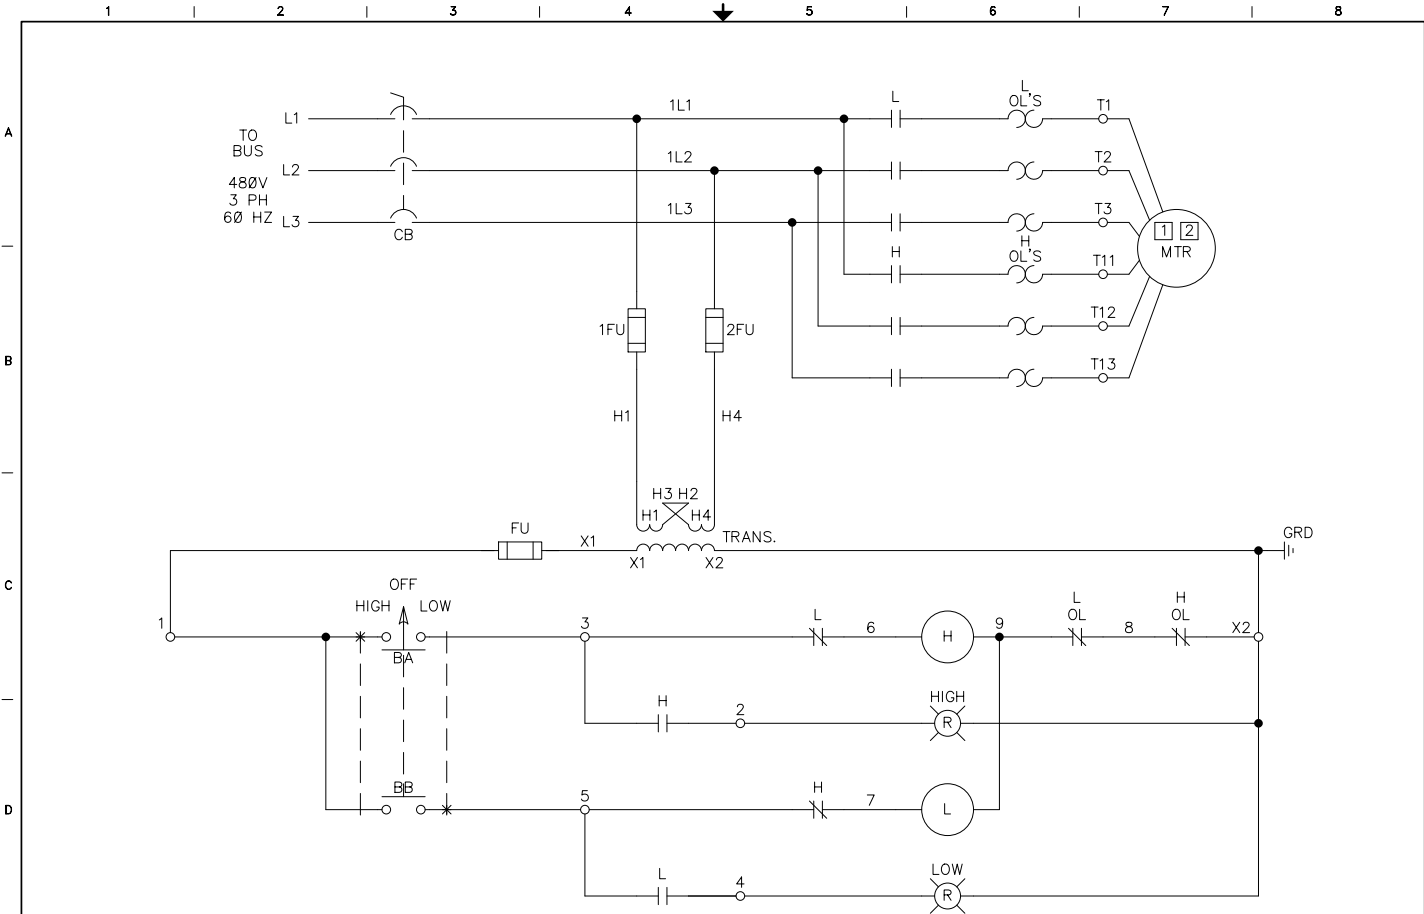 1 2 3 4 5 6 7 8
A
B
C
D
TO
BUS
480V
3 PH
60 HZ
L1
L2
L3
CB
1L1
1L2
1L3
L
L
OL'S
T1
T2
T3
H
H
OL'S
T11
T12
T13
1 2
MTR
1FU
2FU
H1
H4
H3 H2
H1 H4
TRANS.
FU
X1
X1
X2
GRD
OFF
HIGH LOW
1
BA
3
L
6
H
9
L
OL
8
H
OL
X2
H
2
HIGH
R
BB
5
H
7
L
L
4
LOW
R